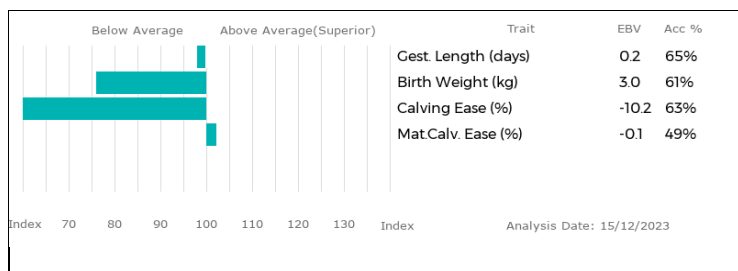 Below Average Above Average(Superior) Trait EBV Acc %
Gest. Length (days) 0.2 65%
Birth Weight (kg) 3.0 61%
Calving Ease (%) -10.2 63%
Mat.Calv. Ease (%) -0.1 49%
Index 70 80 90 100 110 120 130 Index Analysis Date: 15/12/2023